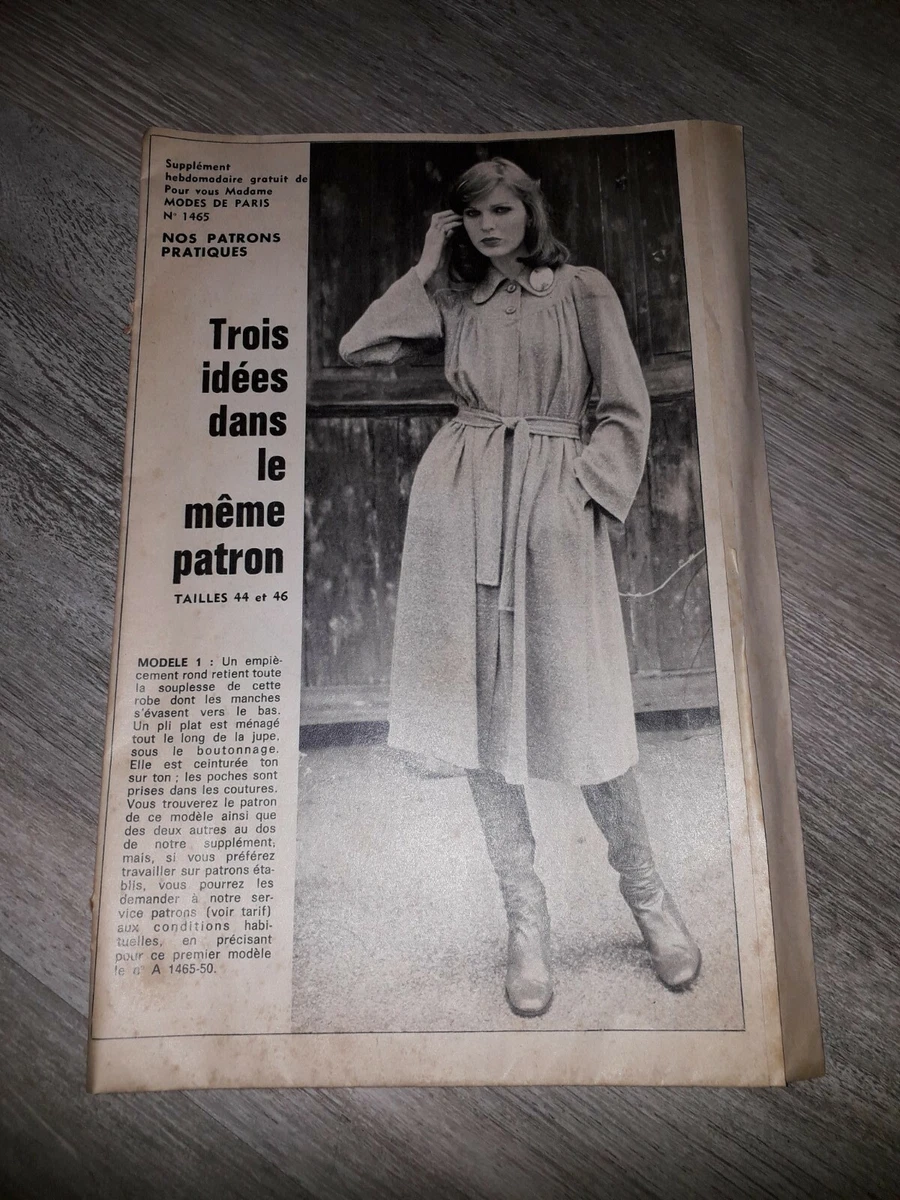 Supplément
hebdomadaire gratuit de
Pour vous Madame
MODES DE PARIS
N° 1465
NOS PATRONS
PRATIQUES
Trois
idées
dans
le
même
patron
TAILLES 44 et 46
MODELE 1 : Un empiè-
cement rond retient toute
la souplesse de cette
robe dont les manches
s'évasent vers le bas.
Un pli plat est ménagé
tout le long de la jupe,
sous le boutonnage.
Elle est ceinturée ton
sur ton ; les poches sont
prises dans les coutures.
Vous trouverez le patron
de ce modèle ainsi que
des deux autres au dos
de notre supplément;
mais, si vous préférez
travailler sur patrons éta-
blis, vous pourrez les
demander à notre ser-
vice patrons (voir tarif)
aux conditions habi-
tuelles, en précisant
pour ce premier modèle
le n° A 1465-50.